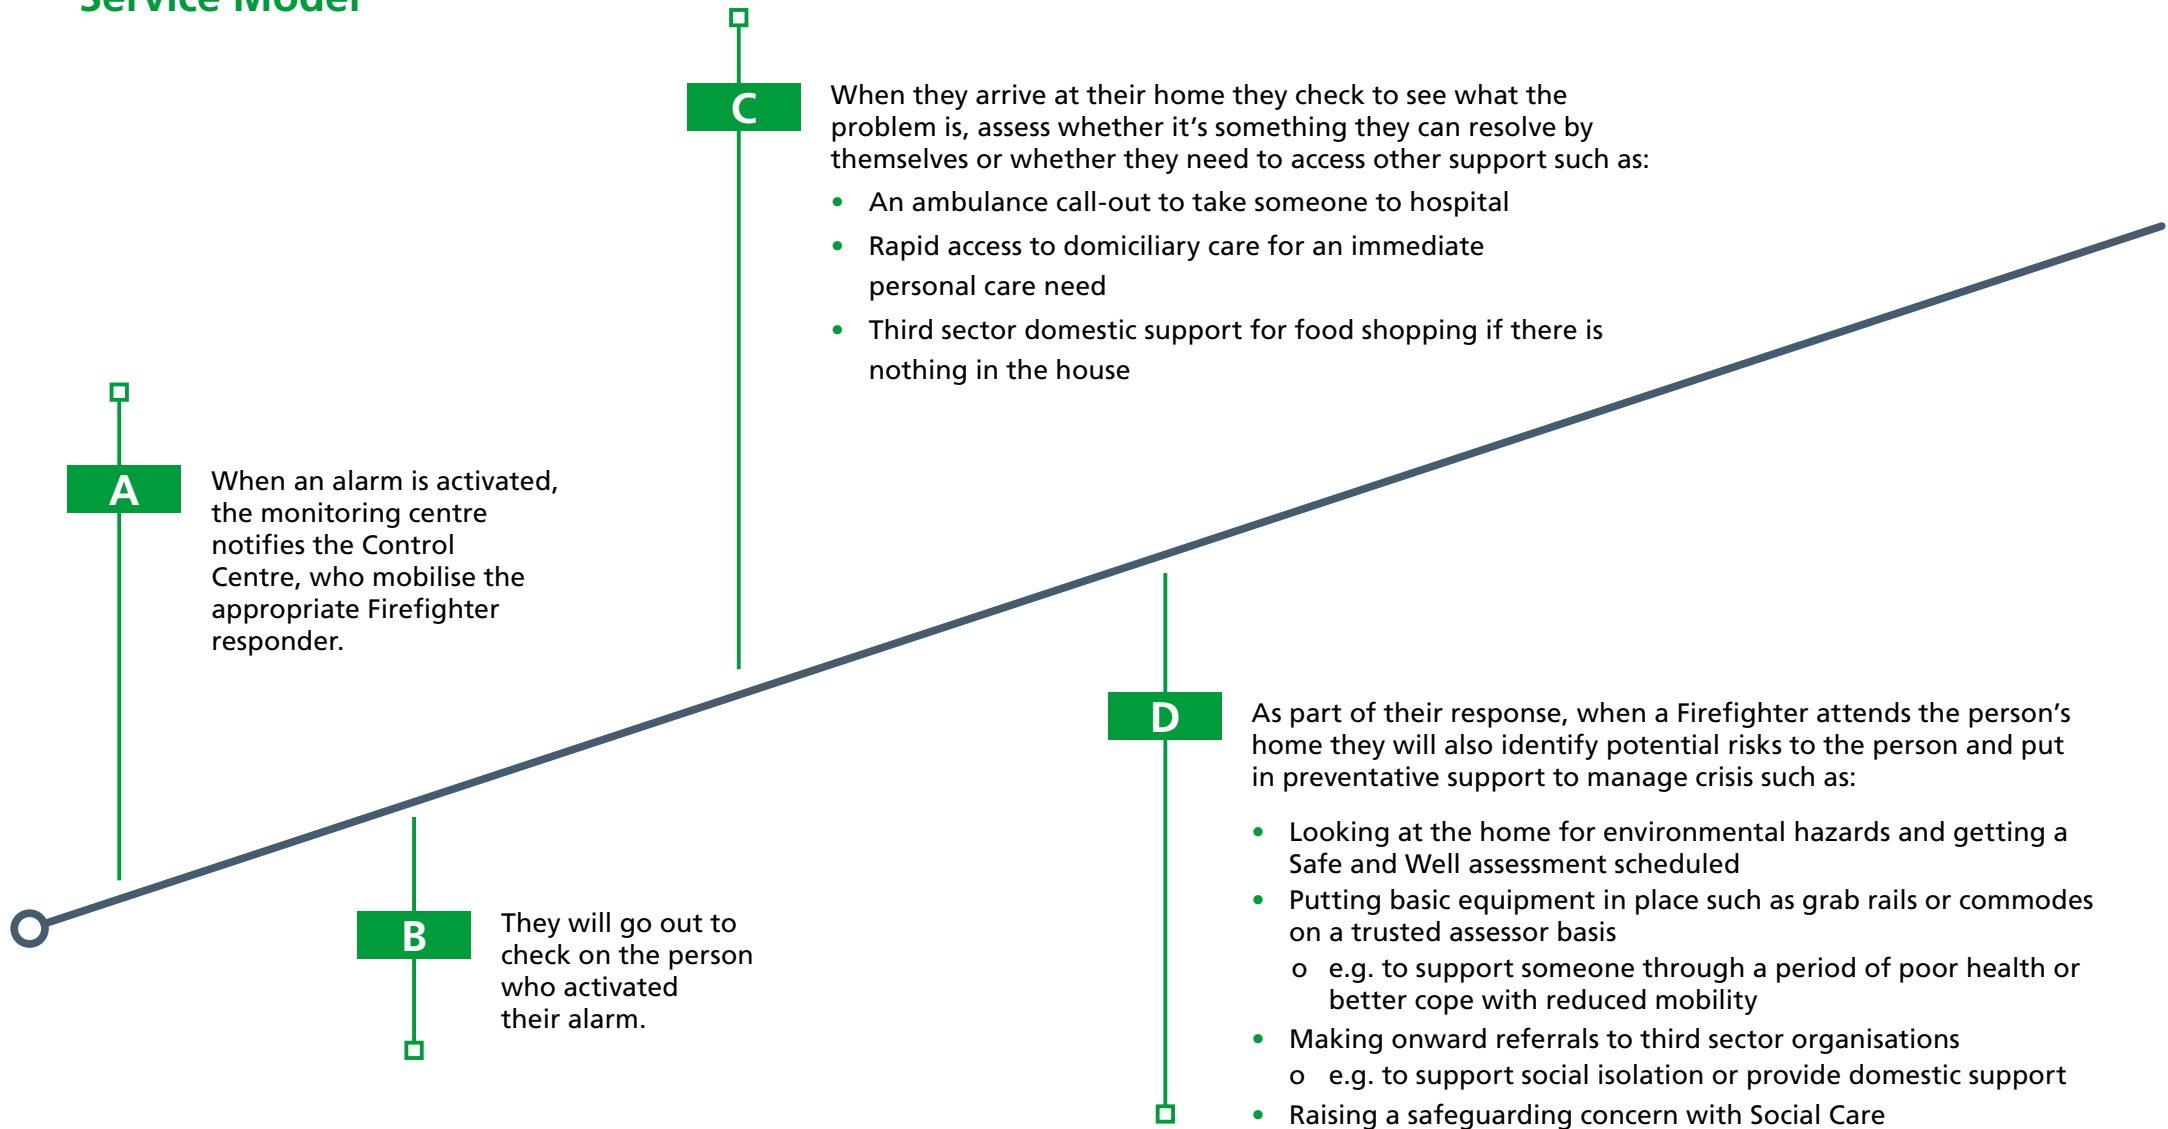 Service Model
A
When an alarm is activated,
the monitoring centre
notifies the Control
Centre, who mobilise the
appropriate Firefighter
responder.
B
They will go out to
check on the person
who activated
their alarm.
C
When they arrive at their home they check to see what the
problem is, assess whether it’s something they can resolve by
themselves or whether they need to access other support such as:
• An ambulance call-out to take someone to hospital
• Rapid access to domiciliary care for an immediate
personal care need
• Third sector domestic support for food shopping if there is
nothing in the house
D
As part of their response, when a Firefighter attends the person’s
home they will also identify potential risks to the person and put
in preventative support to manage crisis such as:
• Looking at the home for environmental hazards and getting a
Safe and Well assessment scheduled
• Putting basic equipment in place such as grab rails or commodes
on a trusted assessor basis
o e.g. to support someone through a period of poor health or
better cope with reduced mobility
• Making onward referrals to third sector organisations
o e.g. to support social isolation or provide domestic support
• Raising a safeguarding concern with Social Care